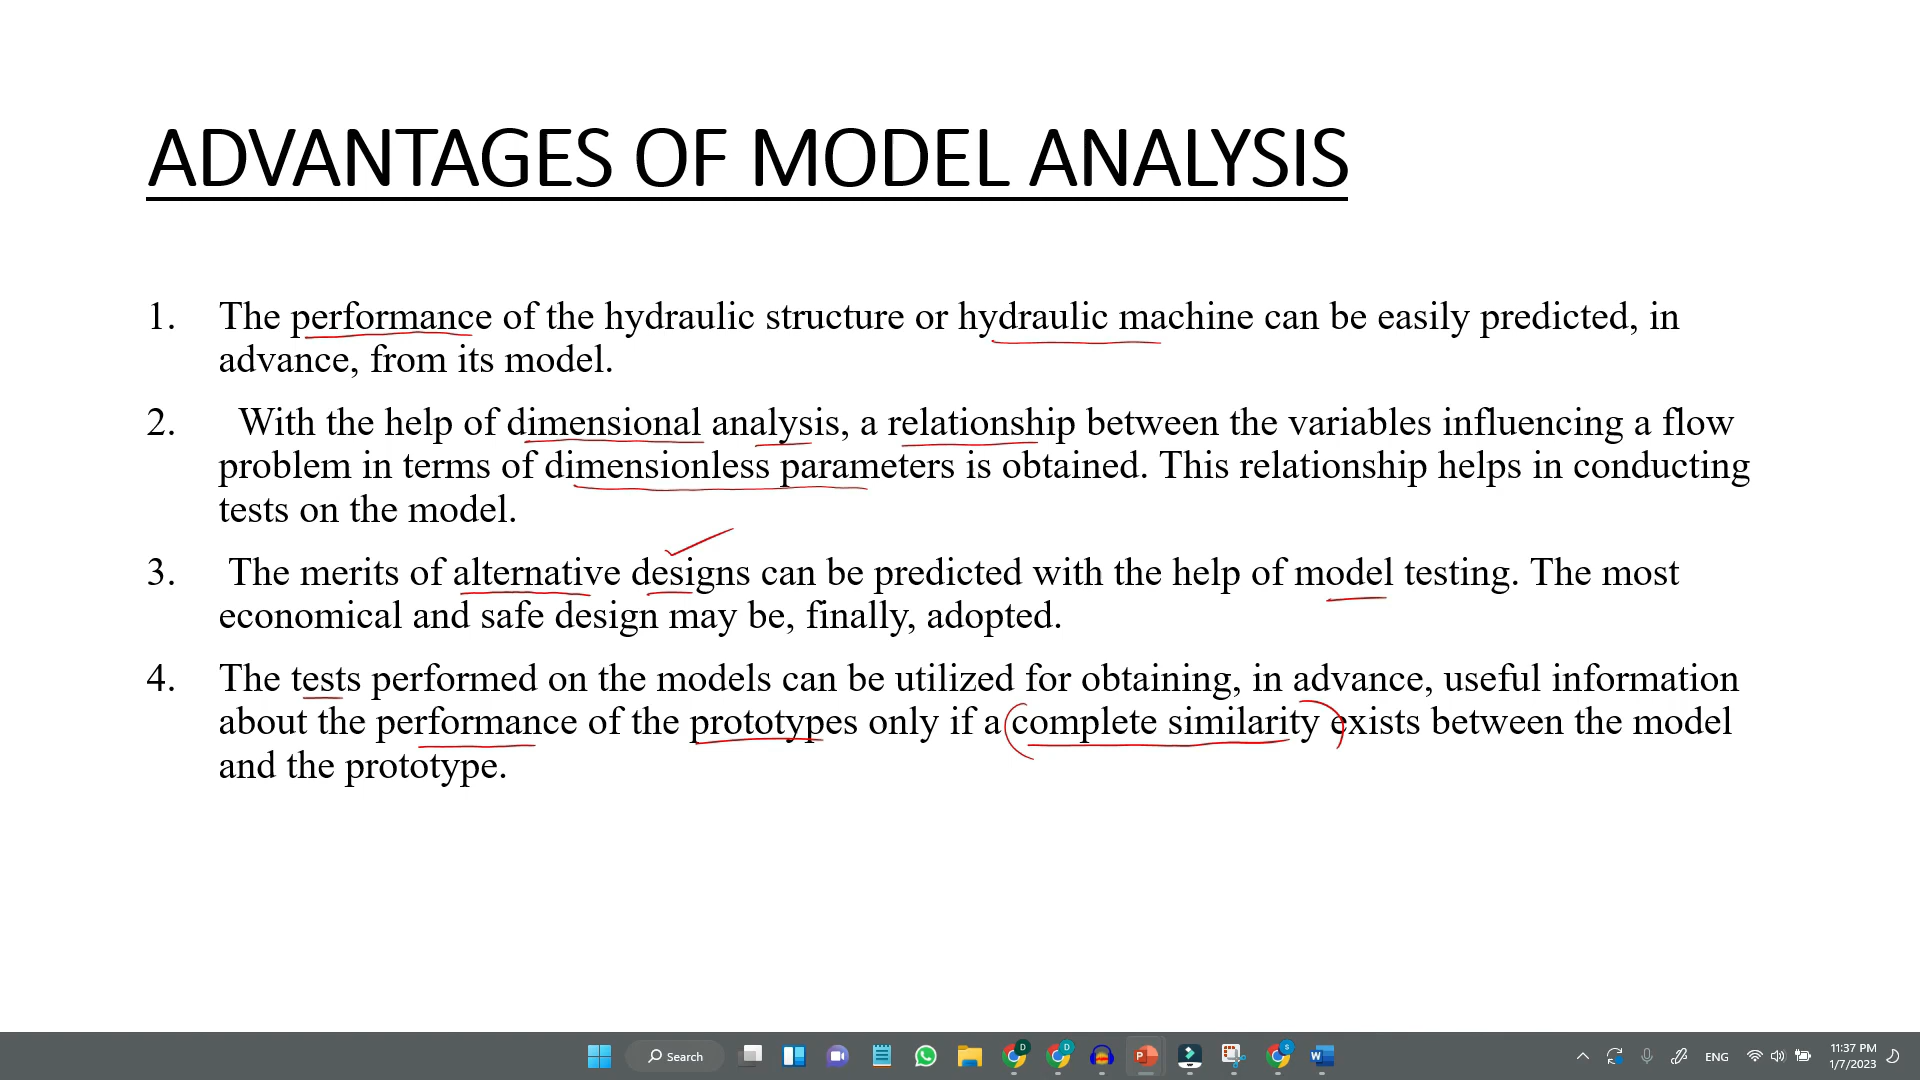 ADVANTAGES OF MODEL ANALYSIS
1. The performance of the hydraulic structure or hydraulic machine can be easily predicted, in
advance, from its model.
2. With the help of dimensional analysis, a relationship between the variables influencing a flow
problem in terms of dimensionless parameters is obtained. This relationship helps in conducting
tests on the model.
3. The merits of alternative designs can be predicted with the help of model testing. The most
economical and safe design may be, finally, adopted.
4. The tests performed on the models can be utilized for obtaining, in advance, useful information
about the performance of the prototypes only if a complete similarity exists between the model
and the prototype.
Search
ENG
11:37 PM
1/7/2023